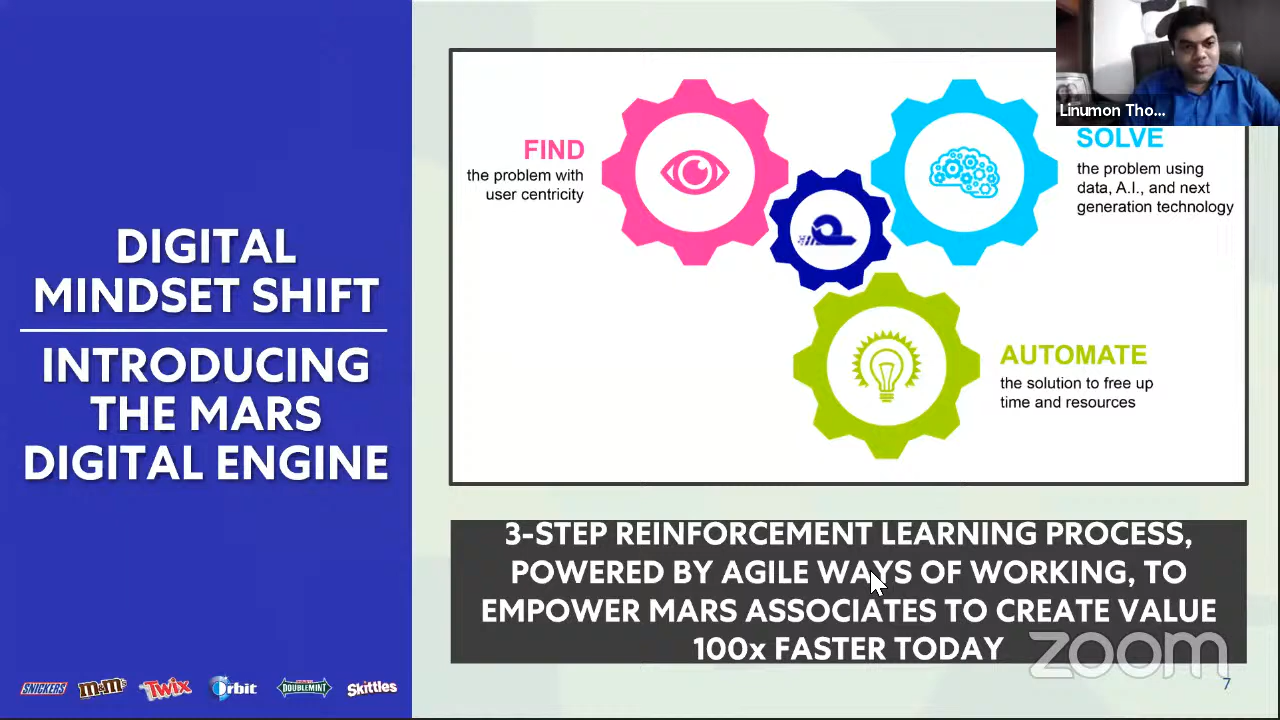 DIGITAL
MINDSET SHIFT
INTRODUCING
THE MARS
DIGITAL ENGINE
SNICKERS
m&m's
TWIX
Orbit
DOUBLEMINT
Skittles
FIND
the problem with
user centricity
Linumon Tho...
SOLVE
the problem using
data, A.I., and next
generation technology
AUTOMATE
the solution to free up
time and resources
3-STEP REINFORCEMENT LEARNING PROCESS,
POWERED BY AGILE WAYS OF WORKING, TO
EMPOWER MARS ASSOCIATES TO CREATE VALUE
100x FASTER TODAY
zoom
7